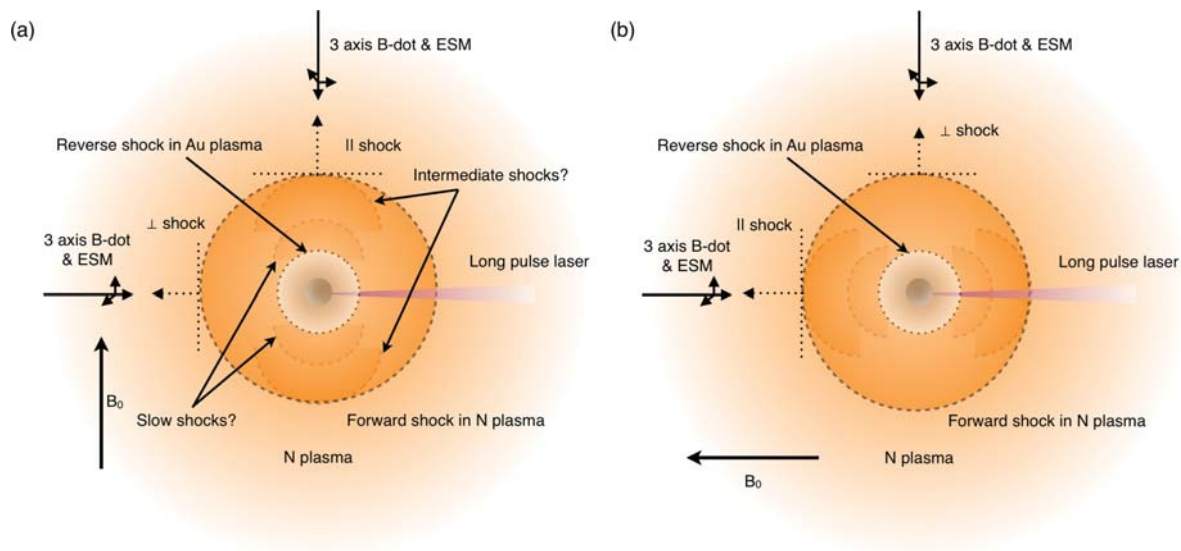 (a)
3 axis B-dot & ESM
Reverse shock in Au plasma
|| shock
Intermediate shocks?
⊥ shock
3 axis B-dot
& ESM
Long pulse laser
B₀
Slow shocks?
Forward shock in N plasma
N plasma
(b)
3 axis B-dot & ESM
⊥ shock
Reverse shock in Au plasma
|| shock
3 axis B-dot
& ESM
Long pulse laser
Forward shock in N plasma
N plasma
B₀